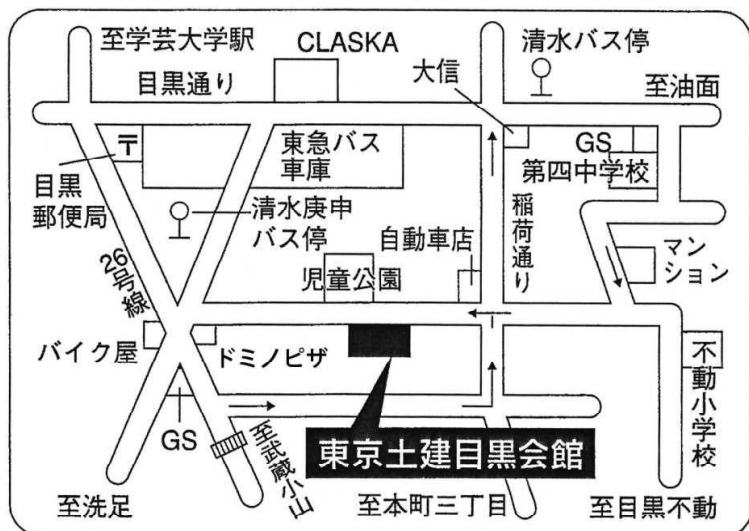 至学芸大学駅
CLASKA
清水バス停
目黒通り
大信
至油面
〒
目黒
郵便局
東急バス
車庫
GS
第四中学校
清水庚申
バス停
自動車店
稲荷通り
マン
ション
26号線
児童公園
バイク屋
ドミノピザ
不動小学校
GS
至武蔵小山
東京土建目黒会館
至洗足
至本町三丁目
至目黒不動